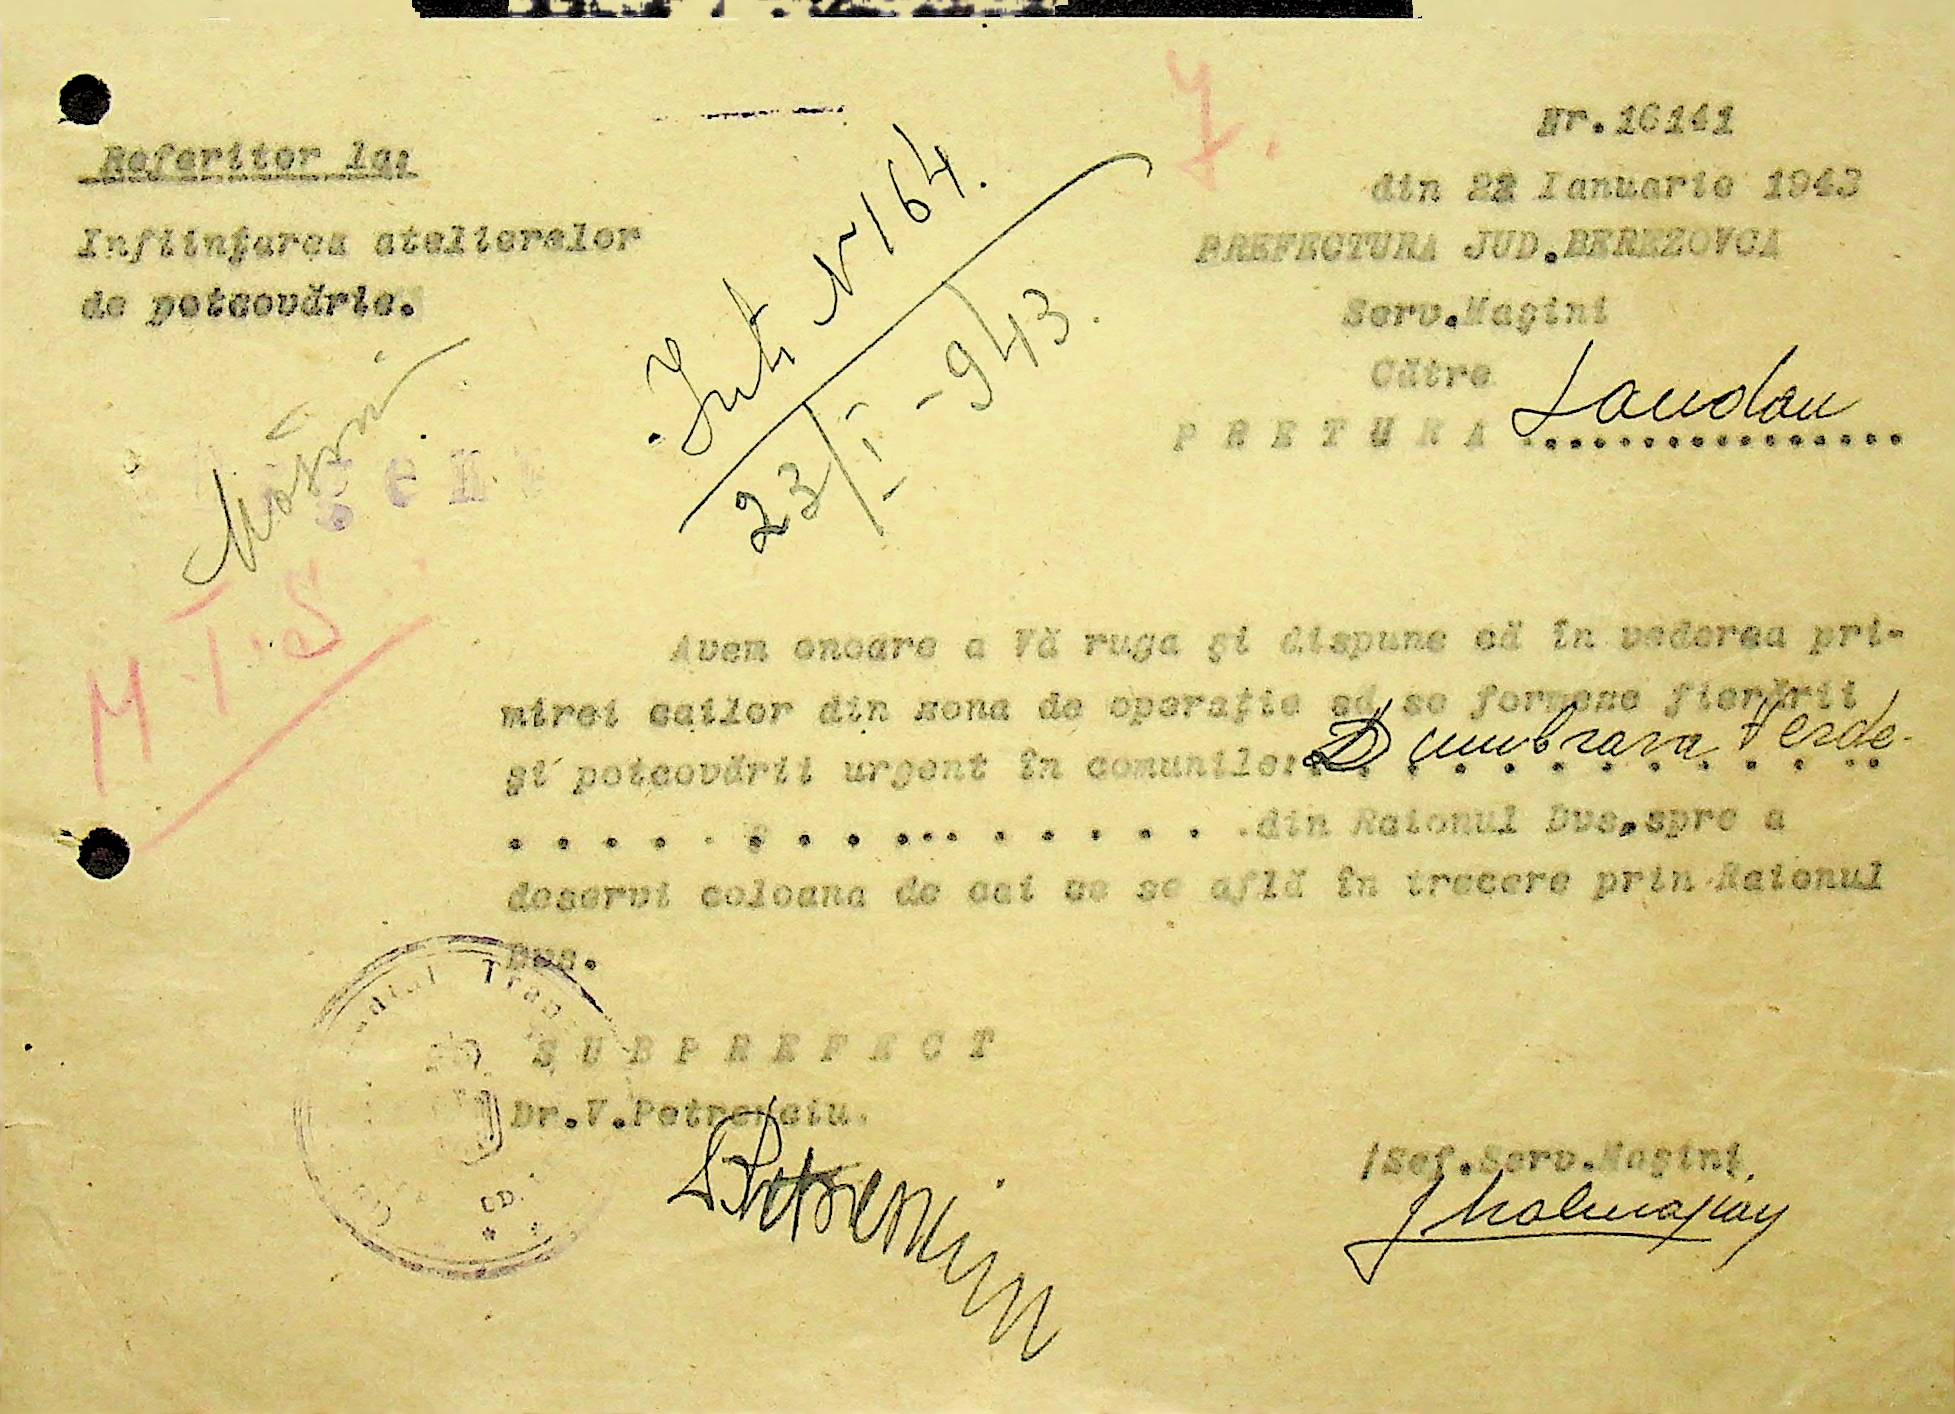 Nr.16141
Referitor la:
din 22 Ianuarie 1943
Infiinţarea atelierelor
PREFECTURA JUD.BEREZOVCA
de potcovărie.
Serv.Maşini
Către
PRETURA Landau
Nr 164.
23/I-943.
Maşini
M.I.S
Avem onoare a Vă ruga şi dispune că în vederea pri-
mirei cailor din zona de operaţie să se formeze fierării
şi potcovării urgent în comunile: Dumbrava Verde
. . . . . . . . . . . . . . . din Raionul Dvs.spre a
deservi coloana de cai ce se află în trecere prin Raionul
Dvs.
SUBPREFECT
Dr.V.Petrenciu.
/Şef.Serv.Maşini